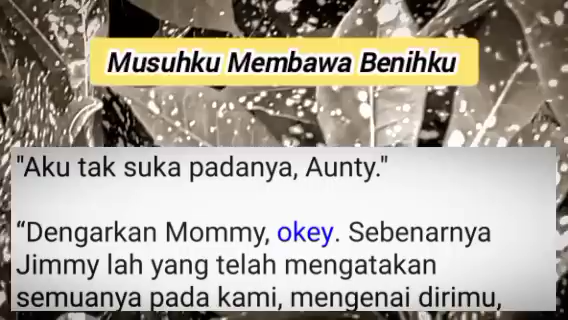 Musuhku Membawa Benihku
"Aku tak suka padanya, Aunty."
“Dengarkan Mommy, okey. Sebenarnya
Jimmy lah yang telah mengatakan
semuanya pada kami, mengenai dirimu,